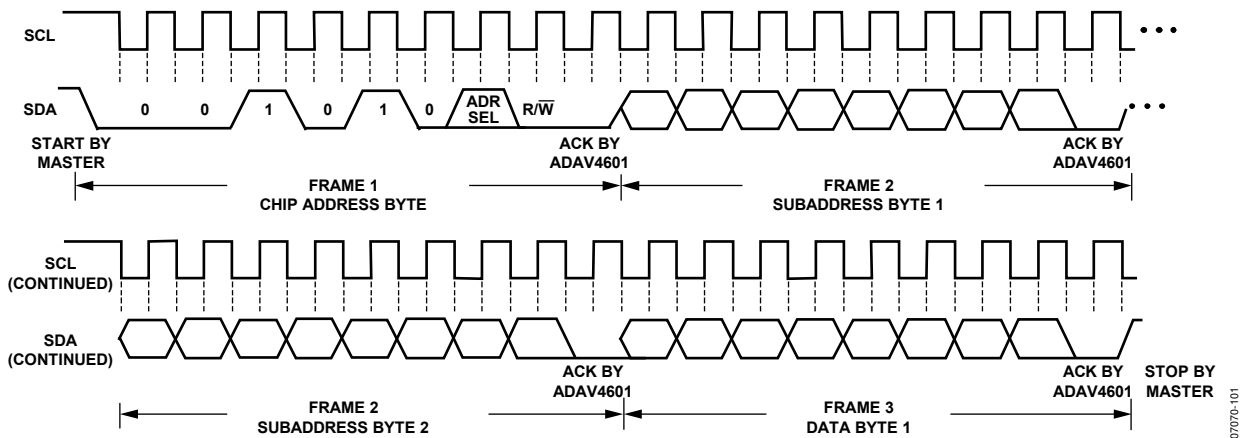 SCL
SDA
0 0 1 0 1 0 ADR SEL R/W̅
START BY MASTER
ACK BY ADAV4601
ACK BY ADAV4601
FRAME 1
CHIP ADDRESS BYTE
FRAME 2
SUBADDRESS BYTE 1
SCL
(CONTINUED)
SDA
(CONTINUED)
ACK BY ADAV4601
ACK BY ADAV4601
STOP BY MASTER
FRAME 2
SUBADDRESS BYTE 2
FRAME 3
DATA BYTE 1
07070-101